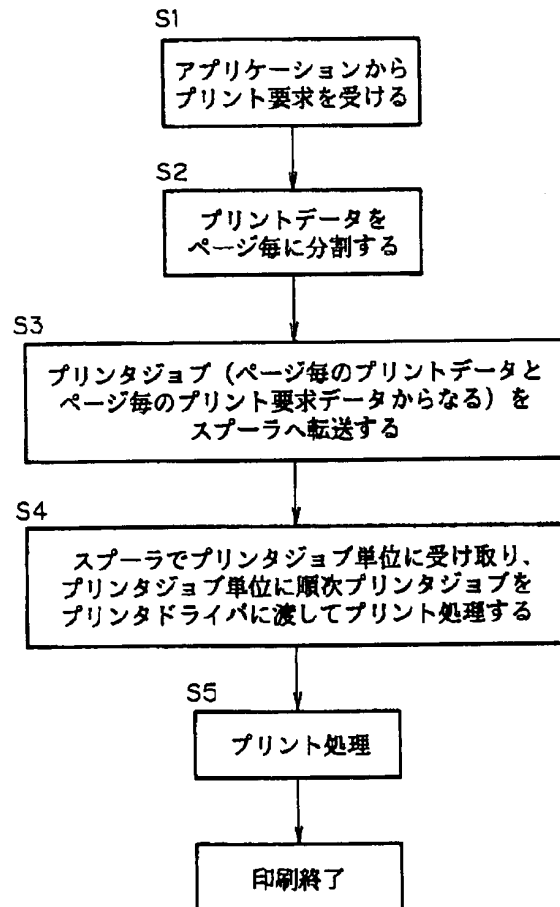 S1
アプリケーションから
プリント要求を受ける
S2
プリントデータを
ページ毎に分割する
S3
プリンタジョブ（ページ毎のプリントデータと
ページ毎のプリント要求データからなる）を
スプーラへ転送する
S4
スプーラでプリンタジョブ単位に受け取り、
プリンタジョブ単位に順次プリンタジョブを
プリンタドライバに渡してプリント処理する
S5
プリント処理
印刷終了